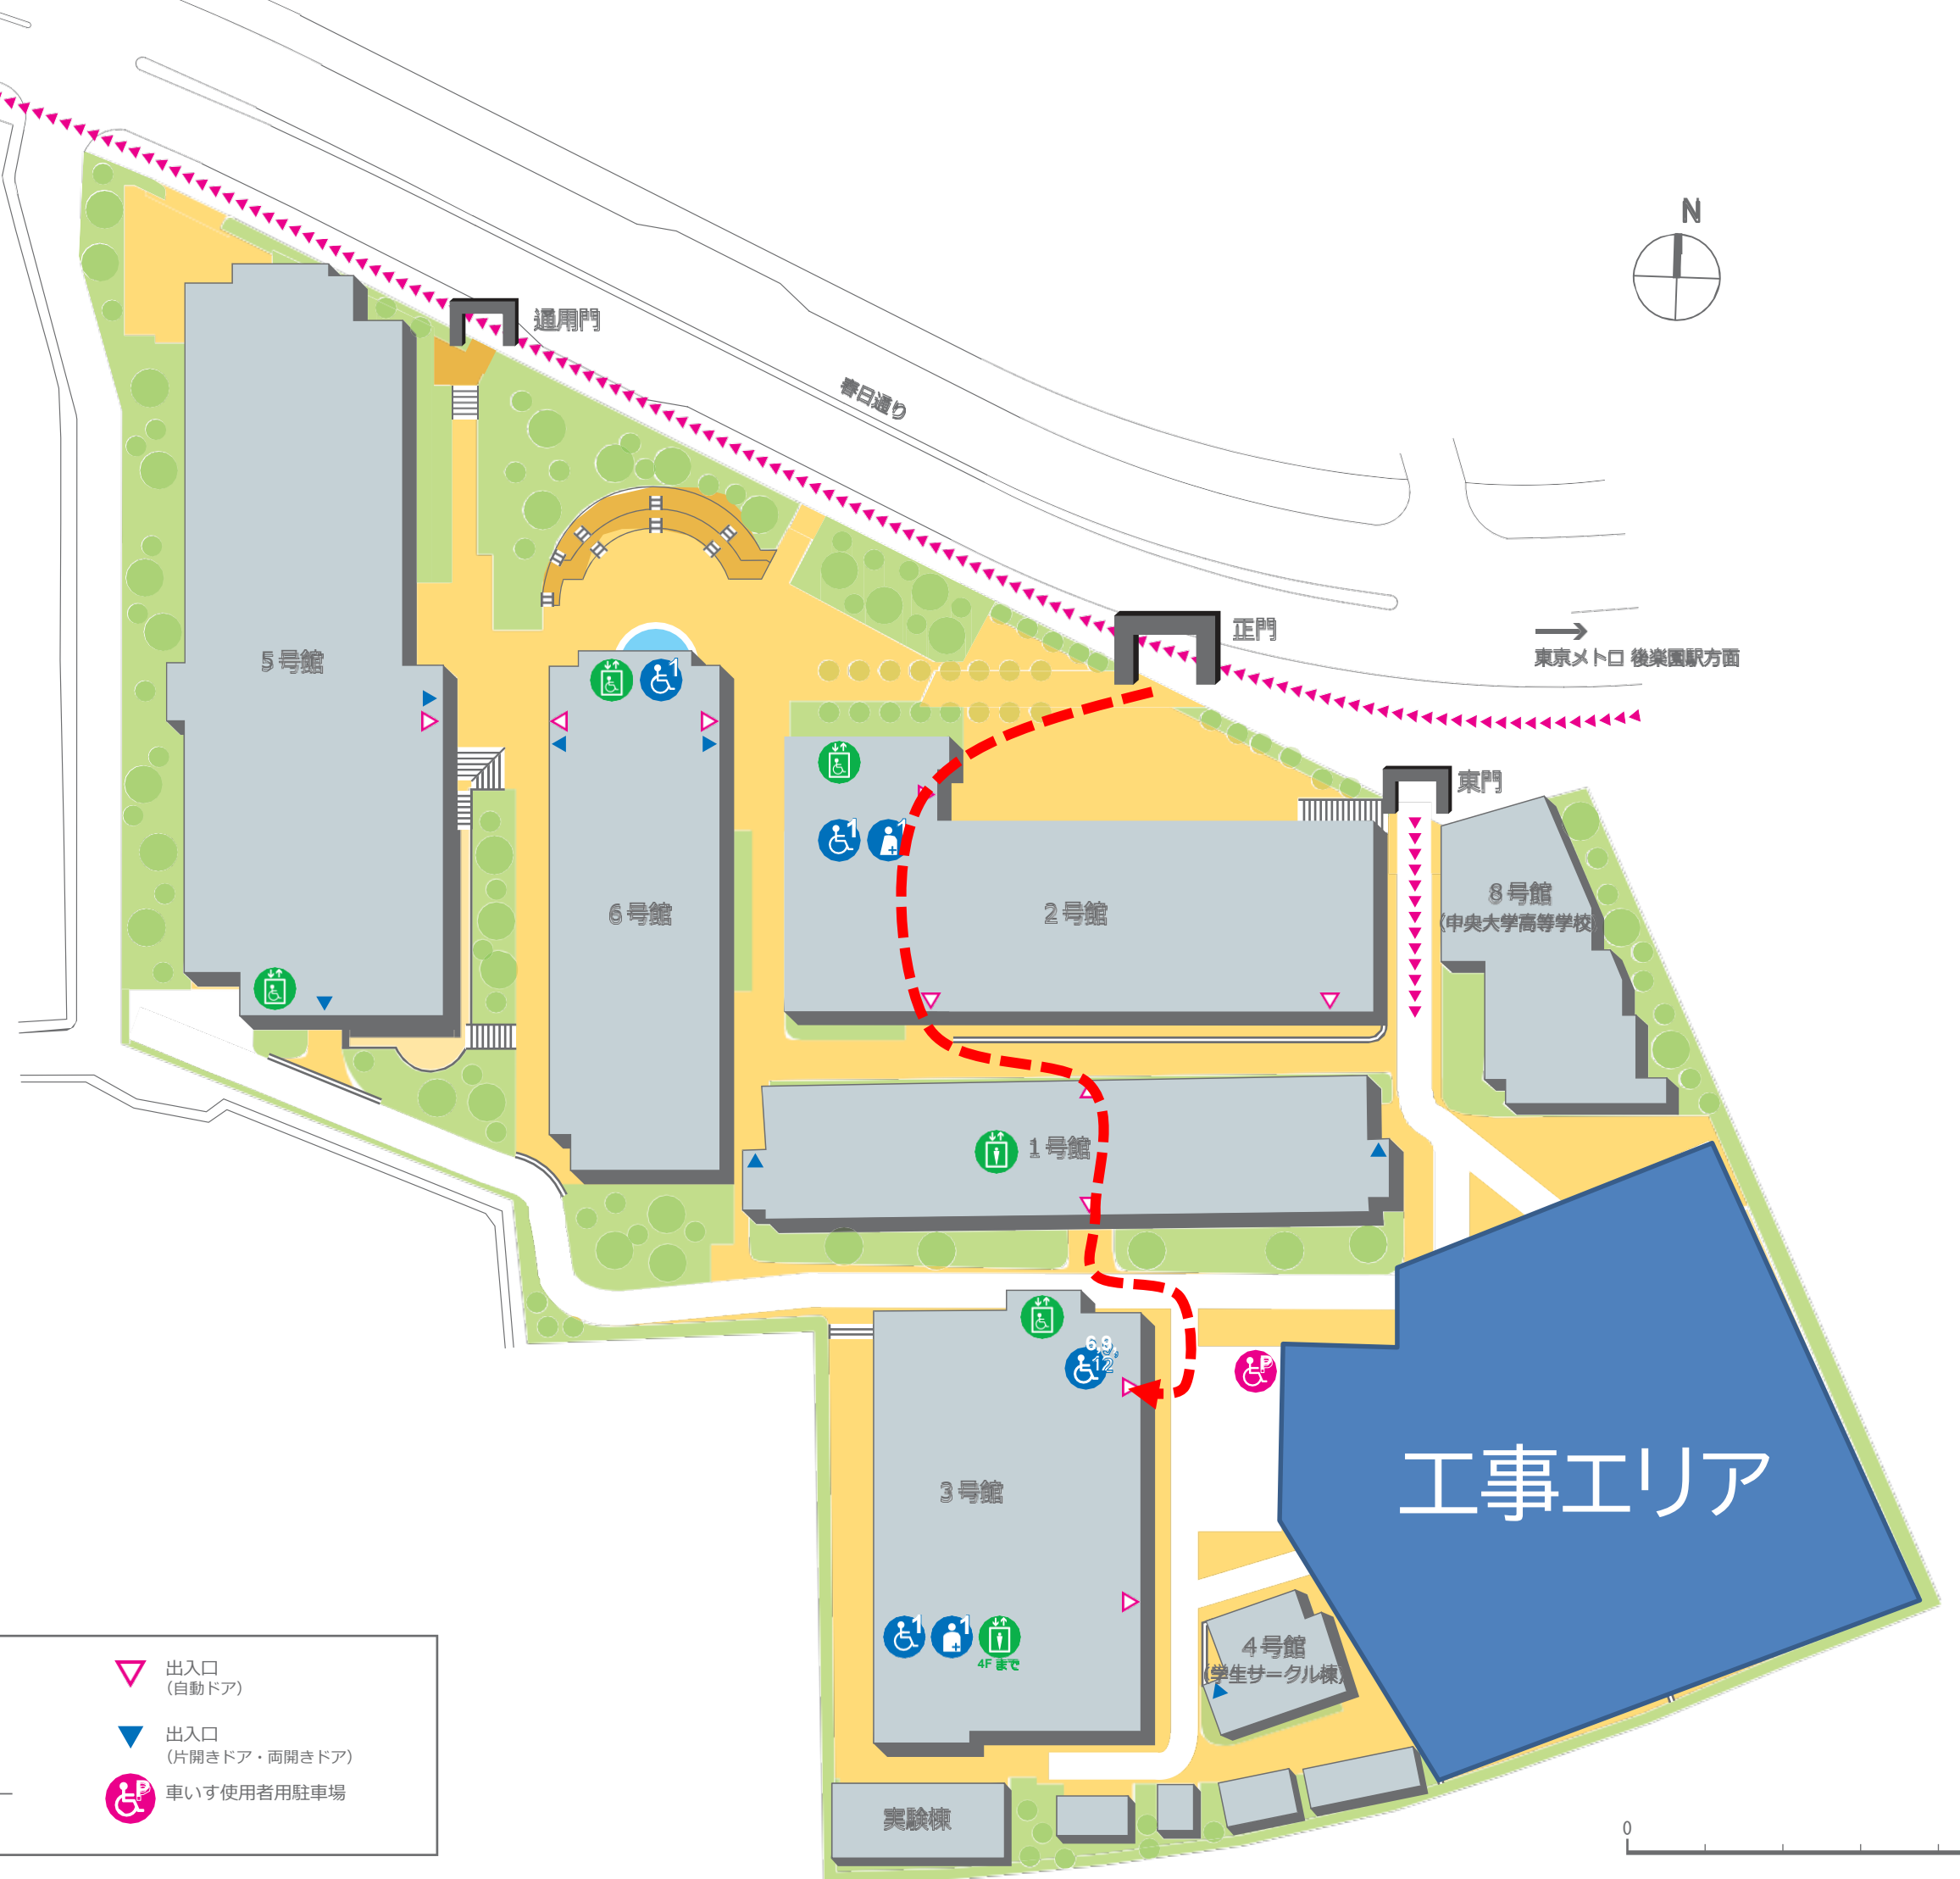 N
通用門
春日通り
正門
東京メトロ 後楽園駅方面
5号館
1
東門
1
1
6号館
2号館
8号館
(中央大学高等学校)
1号館
6,9,
12
P
工事エリア
3号館
1
1
4Fまで
4号館
(学生サークル棟)
出入口
(自動ドア)
出入口
(片開きドア・両開きドア)
P
車いす使用者用駐車場
実験棟
0